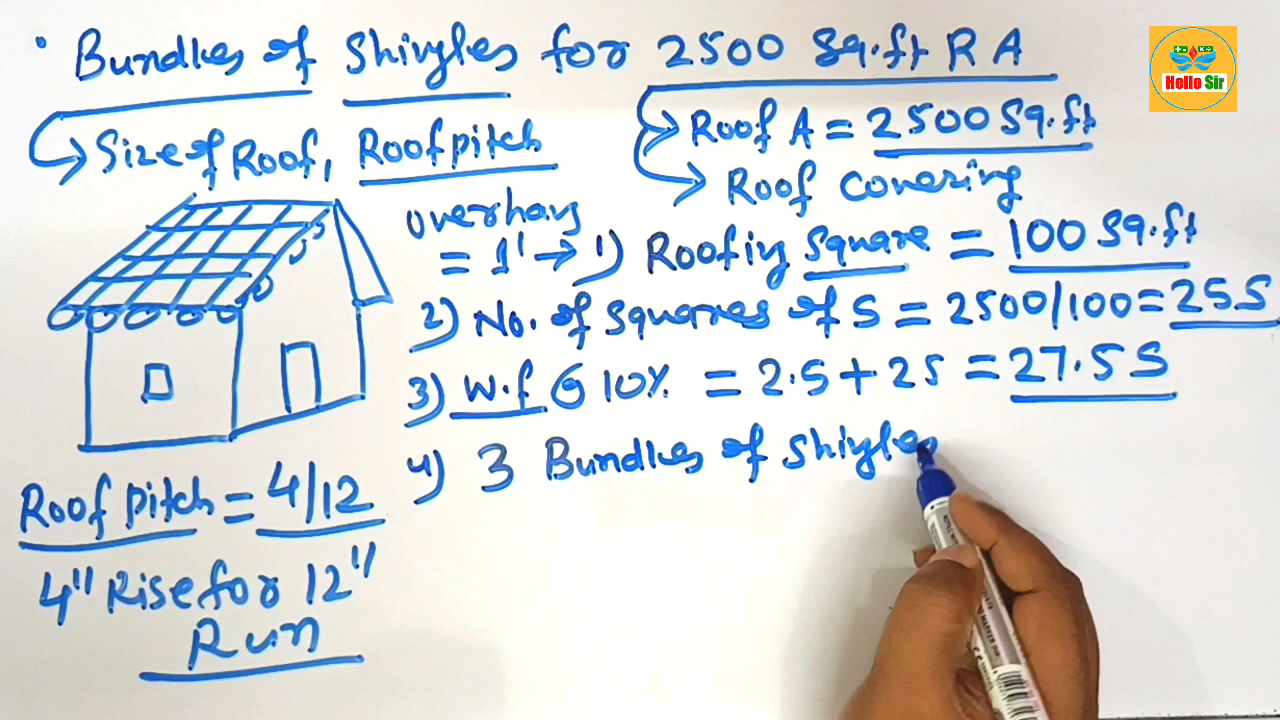 • Bundles of Shingles for 2500 Sq.ft R A
→ Size of Roof, Roof pitch
→ Roof A = 2500 Sq.ft
→ Roof Covering
overhang
= 1' → 1) Roofing Square = 100 Sq.ft
2) No. of Squares of S = 2500/100 = 25 S
3) W.f @ 10% = 2.5 + 25 = 27.5 S
4) 3 Bundles of Shingles
Roof pitch = 4/12
4" Rise for 12"
Run
Hello Sir